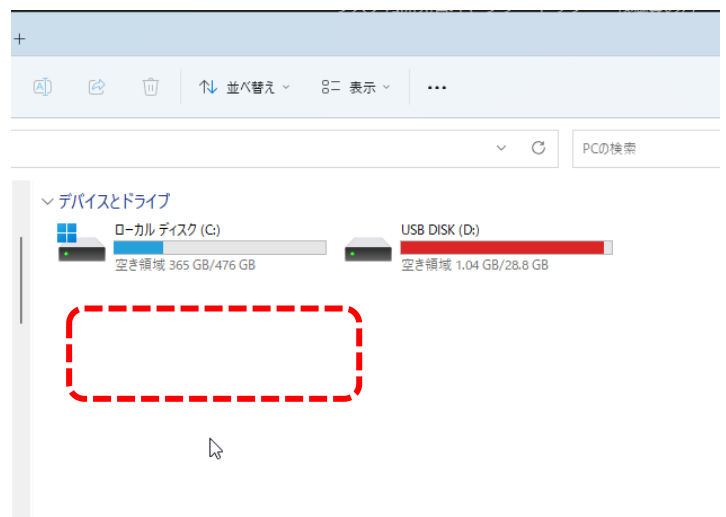 +
並べ替え
表示
PCの検索
デバイスとドライブ
ローカル ディスク (C:)
空き領域 365 GB/476 GB
USB DISK (D:)
空き領域 1.04 GB/28.8 GB